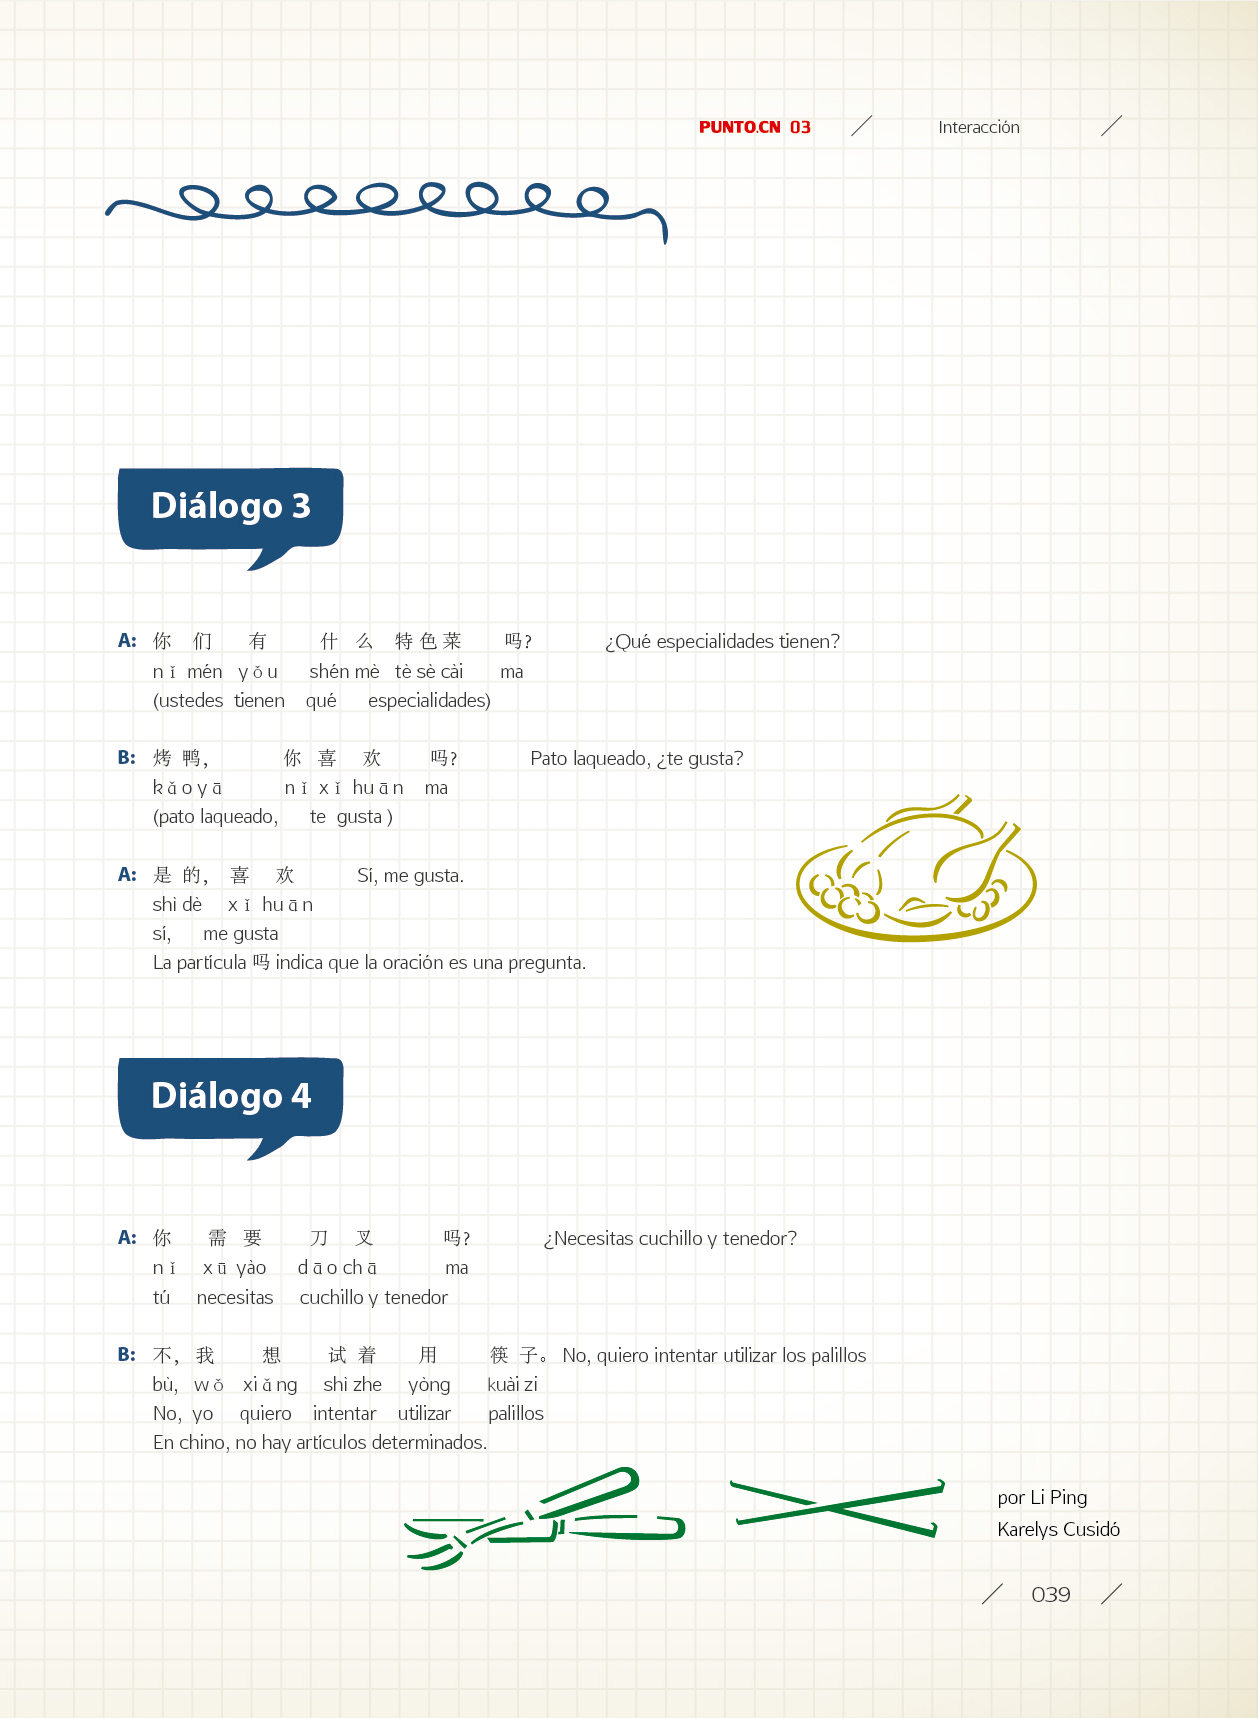 PUNTO.CN 03 / Interacción /
Diálogo 3
A: 你 们 有 什 么 特 色 菜 吗? ¿Qué especialidades tienen?
nǐ mén yǒu shén mè tè sè cài ma
(ustedes tienen qué especialidades)
B: 烤 鸭, 你 喜 欢 吗? Pato laqueado, ¿te gusta?
kǎo yā nǐ xǐ huān ma
(pato laqueado, te gusta )
A: 是 的, 喜 欢 Sí, me gusta.
shì dè xǐ huān
sí, me gusta
La partícula 吗 indica que la oración es una pregunta.
Diálogo 4
A: 你 需 要 刀 叉 吗? ¿Necesitas cuchillo y tenedor?
nǐ xū yào dāo chā ma
tú necesitas cuchillo y tenedor
B: 不, 我 想 试 着 用 筷 子。 No, quiero intentar utilizar los palillos
bù, wǒ xiǎng shì zhe yòng kuài zi
No, yo quiero intentar utilizar palillos
En chino, no hay artículos determinados.
por Li Ping
Karelys Cusidó
/ 039 /